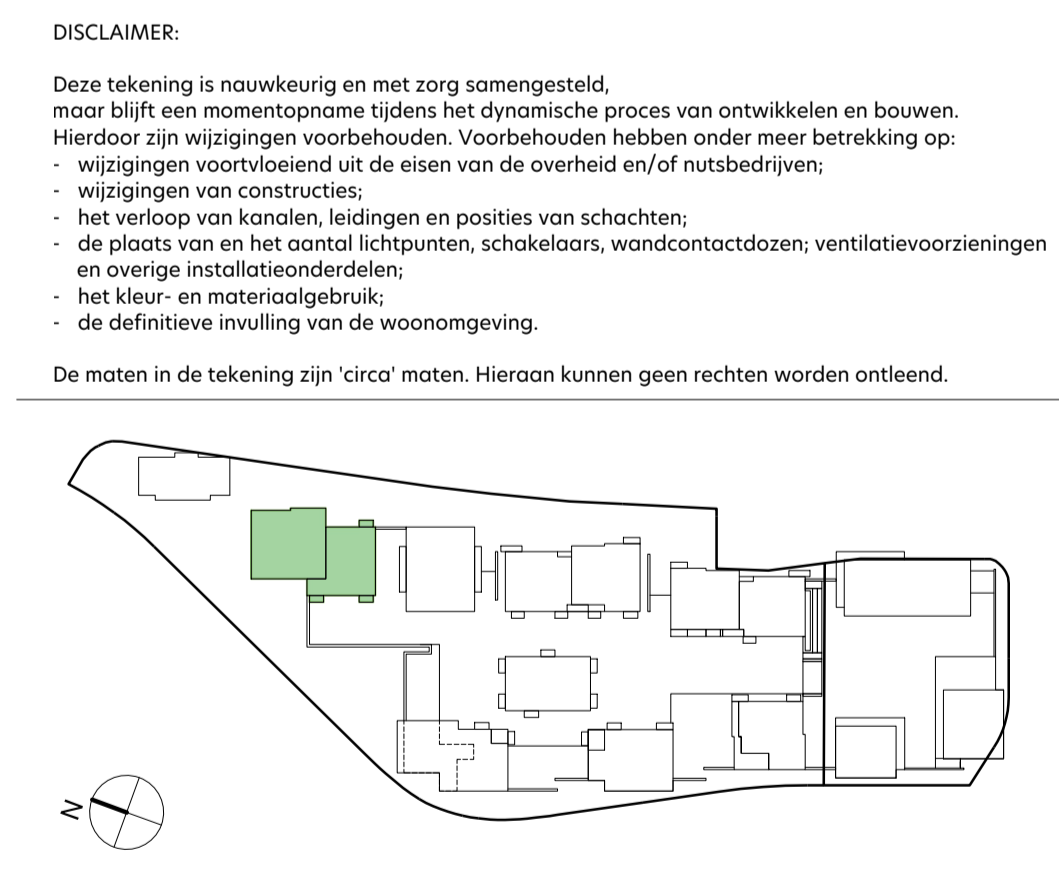 DISCLAIMER:
Deze tekening is nauwkeurig en met zorg samengesteld,
maar blijft een momentopname tijdens het dynamische proces van ontwikkelen en bouwen.
Hierdoor zijn wijzigingen voorbehouden. Voorbehouden hebben onder meer betrekking op:
- wijzigingen voortvloeiend uit de eisen van de overheid en/of nutsbedrijven;
- wijzigingen van constructies;
- het verloop van kanalen, leidingen en posities van schachten;
- de plaats van en het aantal lichtpunten, schakelaars, wandcontactdozen; ventilatievoorzieningen
en overige installatieonderdelen;
- het kleur- en materiaalgebruik;
- de definitieve invulling van de woonomgeving.
De maten in de tekening zijn 'circa' maten. Hieraan kunnen geen rechten worden ontleend.
N